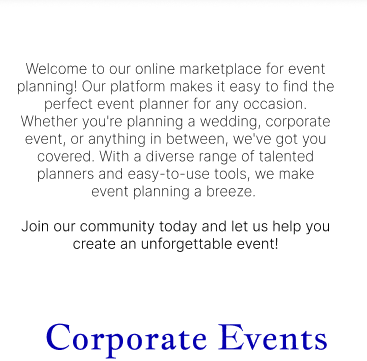 Welcome to our online marketplace for event
planning! Our platform makes it easy to find the
perfect event planner for any occasion.
Whether you're planning a wedding, corporate
event, or anything in between, we've got you
covered. With a diverse range of talented
planners and easy-to-use tools, we make
event planning a breeze.
Join our community today and let us help you
create an unforgettable event!
Corporate Events